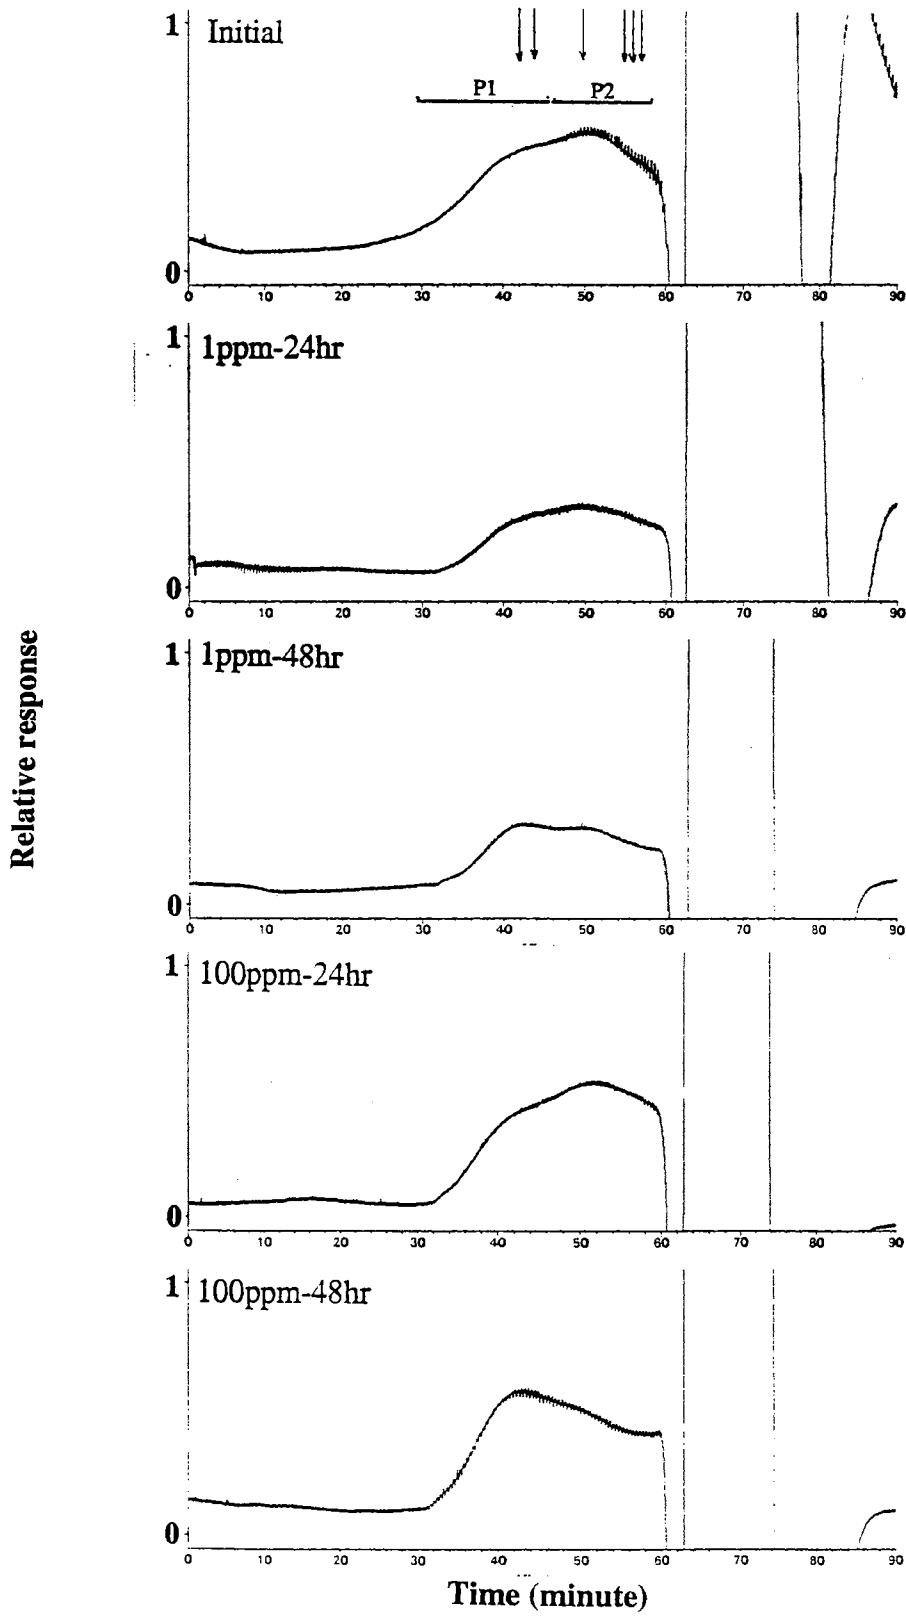 Relative response
1
Initial
P1 P2
0
0 10 20 30 40 50 60 70 80 90
1
1ppm-24hr
0
0 10 20 30 40 50 60 70 80 90
1
1ppm-48hr
0
0 10 20 30 40 50 60 70 80 90
1
100ppm-24hr
0
0 10 20 30 40 50 60 70 80 90
1
100ppm-48hr
0
0 10 20 30 40 50 60 70 80 90
Time (minute)